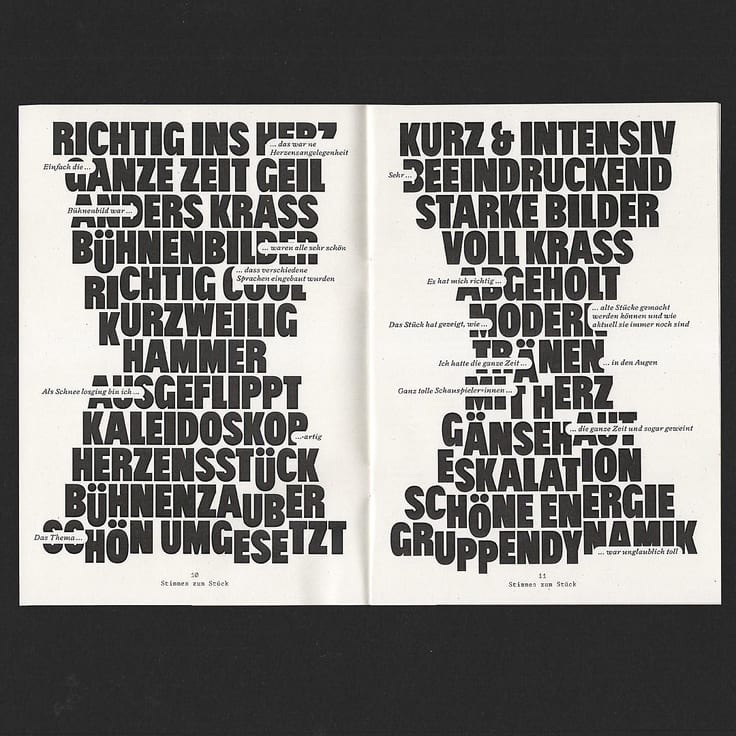 RICHTIG INS HERZ
... das war ne
Herzensangelegenheit
Einfach die ...
GANZE ZEIT GEIL
Bühnenbild war ...
ANDERS KRASS
BÜHNENBILDER
... waren alle sehr schön
... dass verschiedene
Sprachen eingebaut wurden
RICHTIG COOL
KURZWEILIG
HAMMER
Als Schnee losging bin ich ...
AUSGEFLIPPT
KALEIDOSKOP
...-artig
HERZENSSTÜCK
BÜHNENZAUBER
Das Thema ...
SCHÖN UMGESETZT
10
Stimmen zum Stück
KURZ & INTENSIV
Sehr ...
BEEINDRUCKEND
STARKE BILDER
VOLL KRASS
Es hat mich richtig ...
ABGEHOLT
Das Stück hat gezeigt, wie ...
MODERN
... alte Stücke gemacht
werden können und wie
aktuell sie immer noch sind
Ich hatte die ganze Zeit ...
TRÄNEN
... in den Augen
Ganz tolle Schauspieler*innen ...
MIT HERZ
GÄNSEHAUT
... die ganze Zeit und sogar geweint
ESKALATION
SCHÖNE ENERGIE
GRUPPENDYNAMIK
... war unglaublich toll
11
Stimmen zum Stück